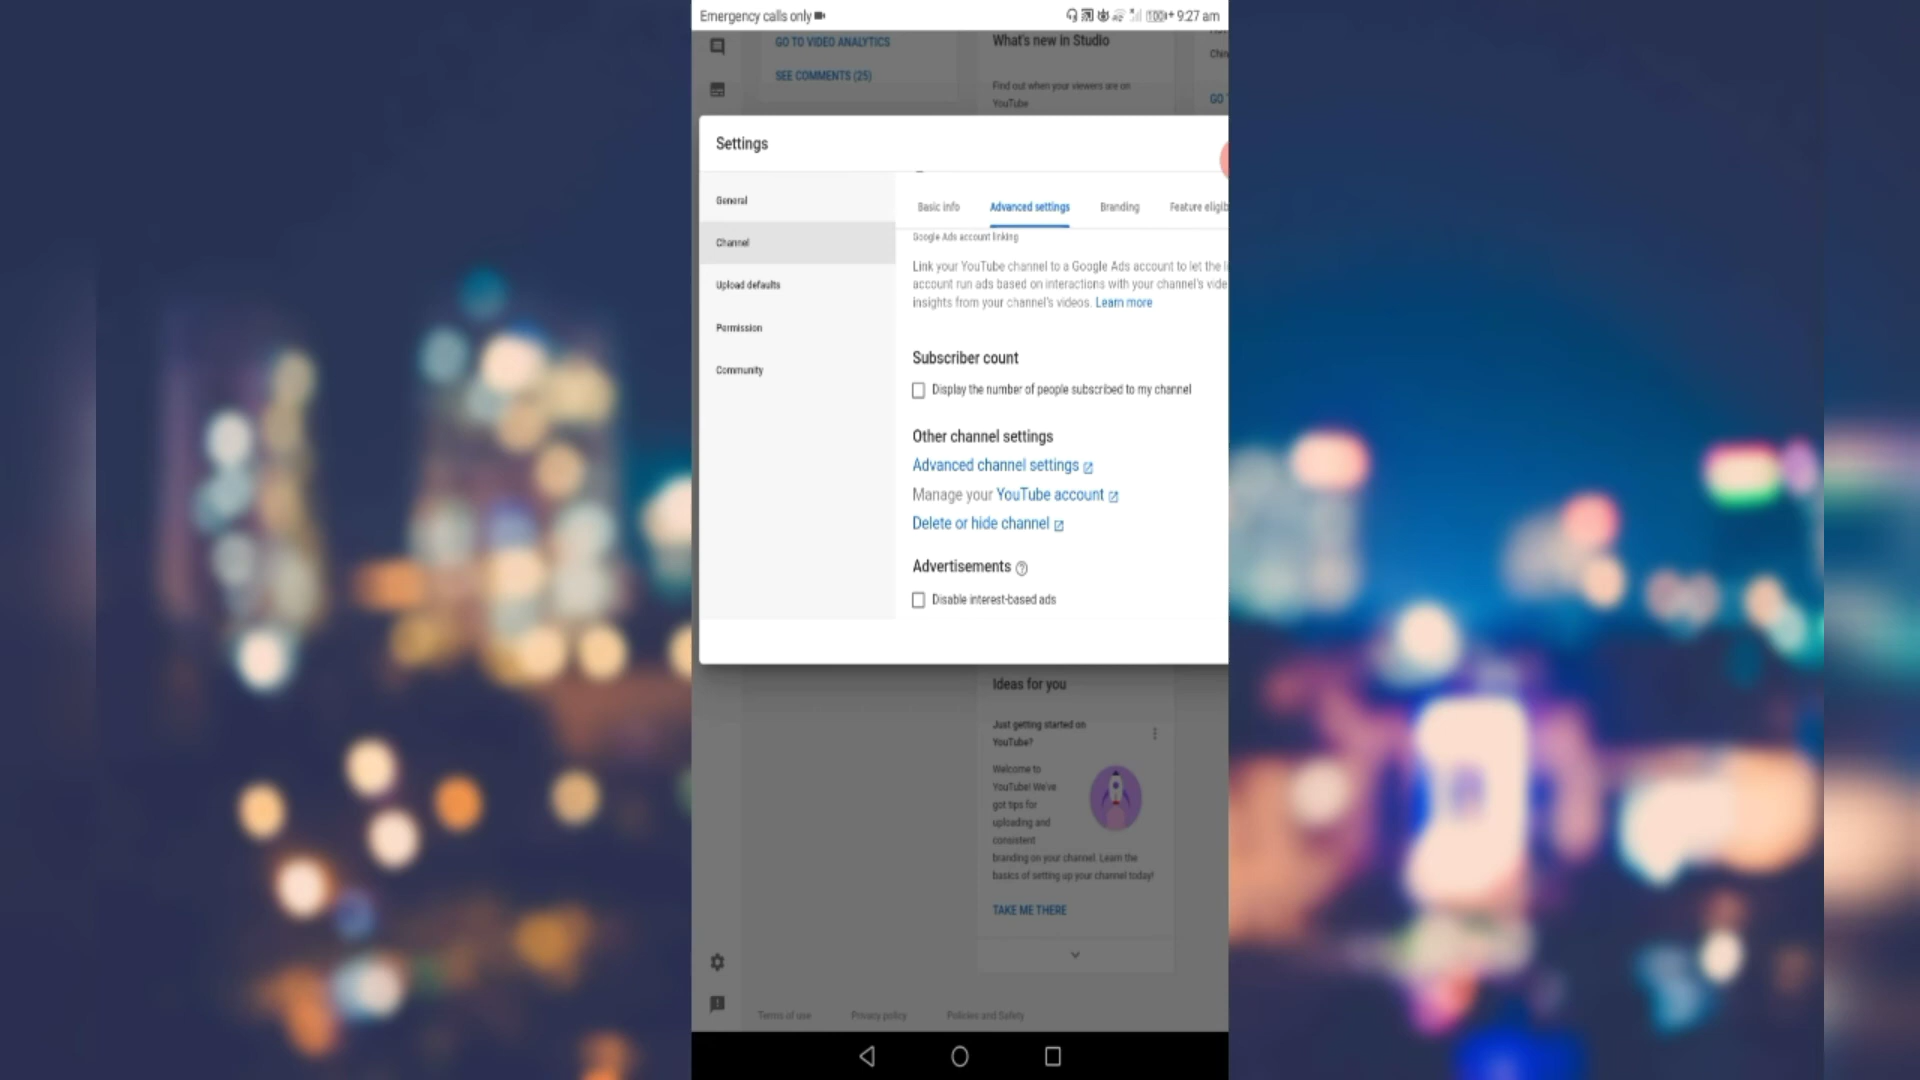 Emergency calls only
100+ 9:27 am
GO TO VIDEO ANALYTICS
SEE COMMENTS (25)
What's new in Studio
Find out when your viewers are on
YouTube
Chin
GO
Settings
General
Channel
Upload defaults
Permission
Community
Basic info
Advanced settings
Branding
Feature eligib
Google Ads account linking
Link your YouTube channel to a Google Ads account to let the l
account run ads based on interactions with your channel's vide
insights from your channel's videos. Learn more
Subscriber count
Display the number of people subscribed to my channel
Other channel settings
Advanced channel settings
Manage your YouTube account
Delete or hide channel
Advertisements
Disable interest-based ads
Ideas for you
Just getting started on
YouTube?
Welcome to
YouTube! We've
got tips for
uploading and
consistent
branding on your channel. Learn the
basics of setting up your channel today!
TAKE ME THERE
Terms of use
Privacy policy
Policies and Safety